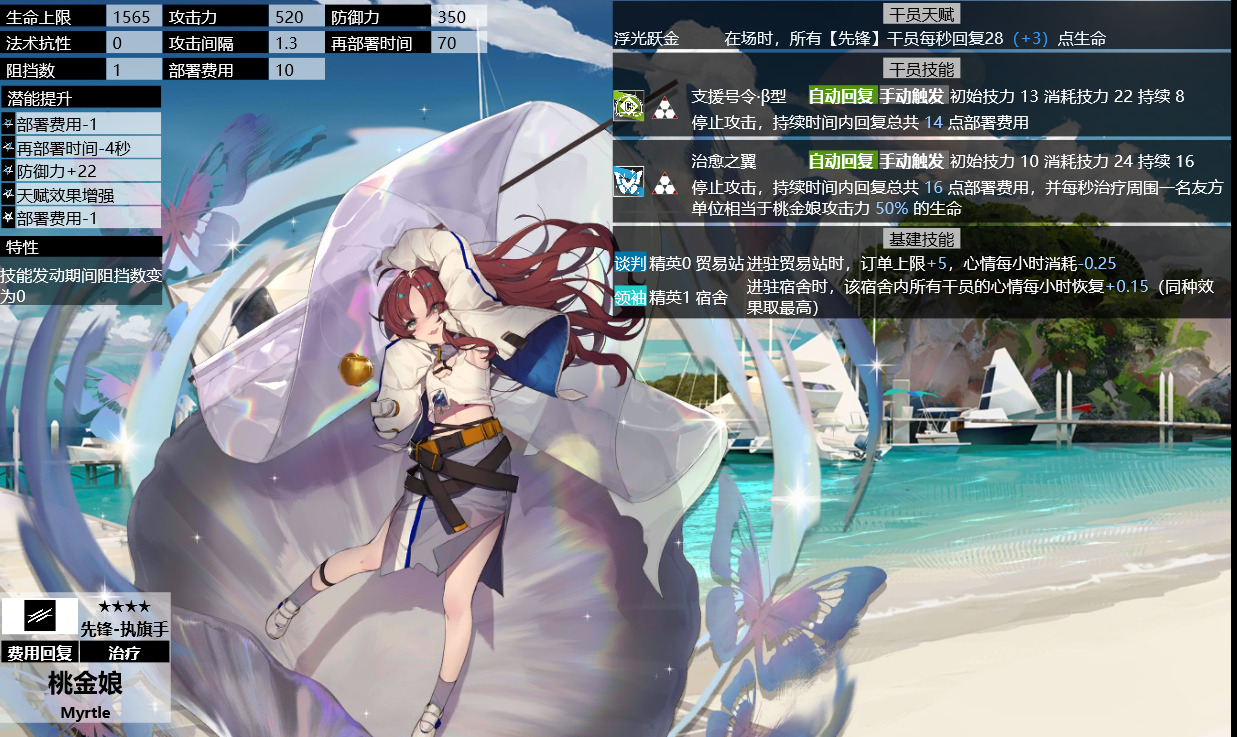 生命上限 1565 攻击力 520 防御力 350
法术抗性 0 攻击间隔 1.3 再部署时间 70
阻挡数 1 部署费用 10
潜能提升
部署费用-1
再部署时间-4秒
防御力+22
天赋效果增强
部署费用-1
特性
技能发动期间阻挡数变
为0
干员天赋
浮光跃金 在场时，所有【先锋】干员每秒回复28（+3）点生命
干员技能
支援号令·β型 自动回复 手动触发 初始技力 13 消耗技力 22 持续 8
停止攻击，持续时间内回复总共 14 点部署费用
治愈之翼 自动回复 手动触发 初始技力 10 消耗技力 24 持续 16
停止攻击，持续时间内回复总共 16 点部署费用，并每秒治疗周围一名友方
单位相当于桃金娘攻击力 50% 的生命
基建技能
谈判 精英0 贸易站 进驻贸易站时，订单上限+5，心情每小时消耗-0.25
领袖 精英1 宿舍 进驻宿舍时，该宿舍内所有干员的心情每小时恢复+0.15（同种效
果取最高）
★★★★
先锋-执旗手
费用回复 治疗
桃金娘
Myrtle